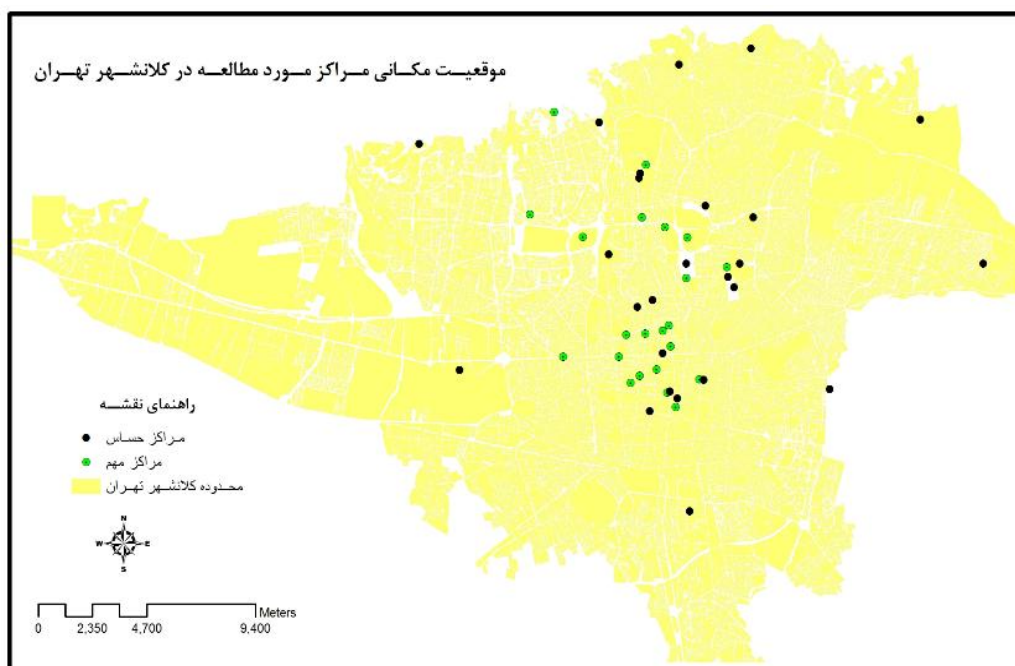 موقعیت مکانی مراکز مورد مطالعه در کلانشهر تهران
راهنمای نقشه
مراکز حساس
مراکز مهم
محدوده کلانشهر تهران
N
W E
S
Meters
0 2,350 4,700 9,400